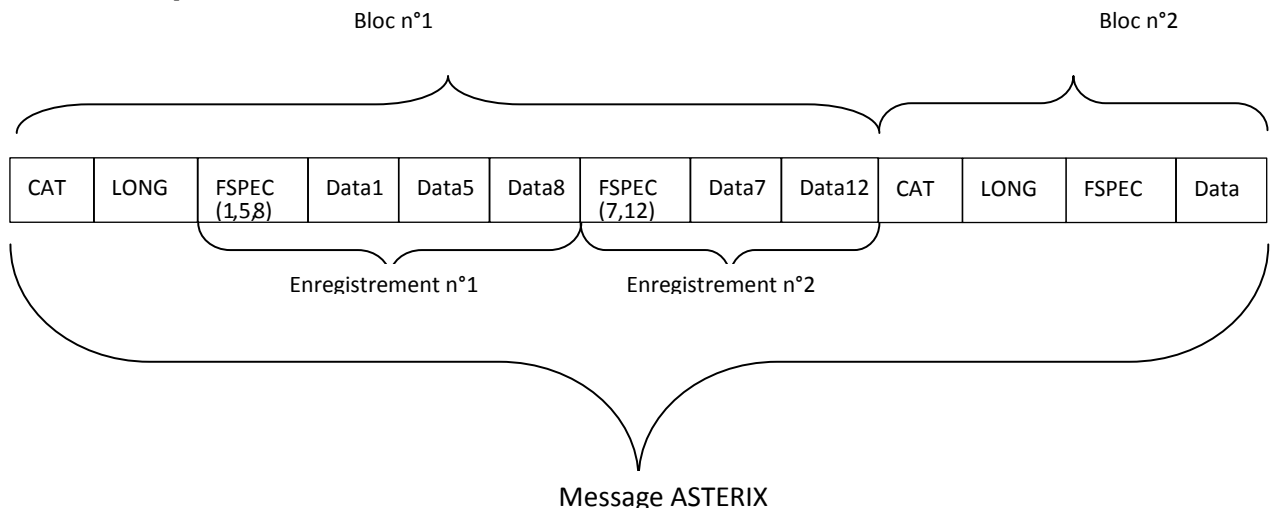 Bloc n°1 Bloc n°2
CAT LONG FSPEC Data1 Data5 Data8 FSPEC Data7 Data12 CAT LONG FSPEC Data
(1,5,8) (7,12)
Enregistrement n°1 Enregistrement n°2
Message ASTERIX